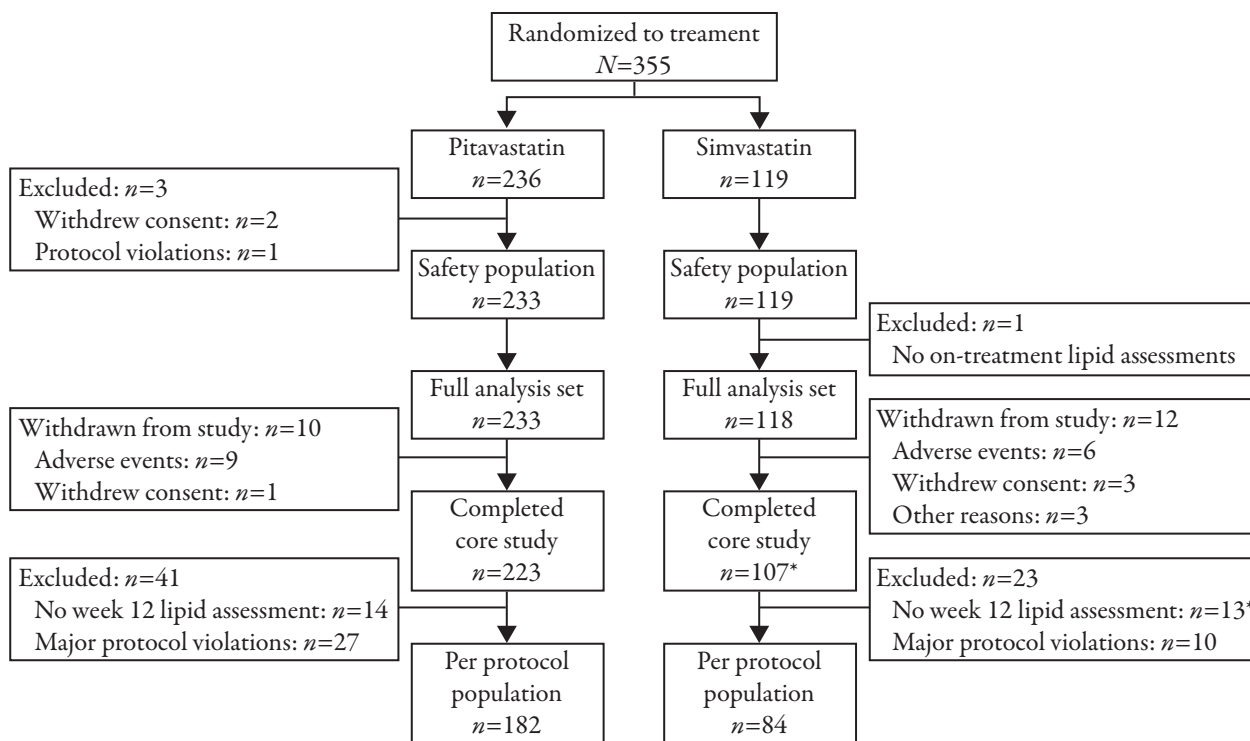 Randomized to treament
N=355
Pitavastatin
n=236
Simvastatin
n=119
Excluded: n=3
Withdrew consent: n=2
Protocol violations: n=1
Safety population
n=233
Safety population
n=119
Excluded: n=1
No on-treatment lipid assessments
Full analysis set
n=233
Full analysis set
n=118
Withdrawn from study: n=10
Adverse events: n=9
Withdrew consent: n=1
Withdrawn from study: n=12
Adverse events: n=6
Withdrew consent: n=3
Other reasons: n=3
Completed
core study
n=223
Completed
core study
n=107*
Excluded: n=41
No week 12 lipid assessment: n=14
Major protocol violations: n=27
Excluded: n=23
No week 12 lipid assessment: n=13*
Major protocol violations: n=10
Per protocol
population
n=182
Per protocol
population
n=84